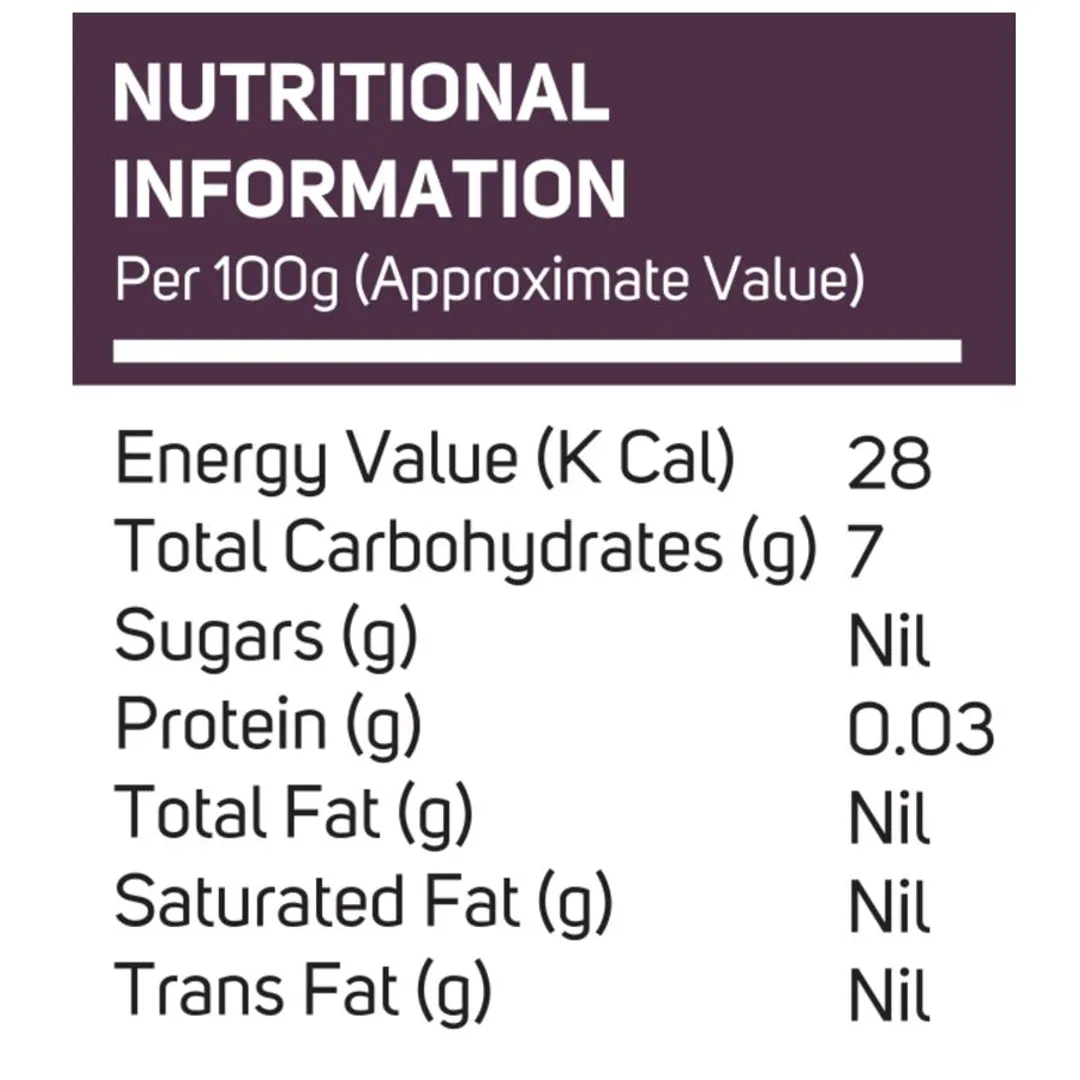 NUTRITIONAL
INFORMATION
Per 100g (Approximate Value)
Energy Value (K Cal) 28
Total Carbohydrates (g) 7
Sugars (g) Nil
Protein (g) 0.03
Total Fat (g) Nil
Saturated Fat (g) Nil
Trans Fat (g) Nil